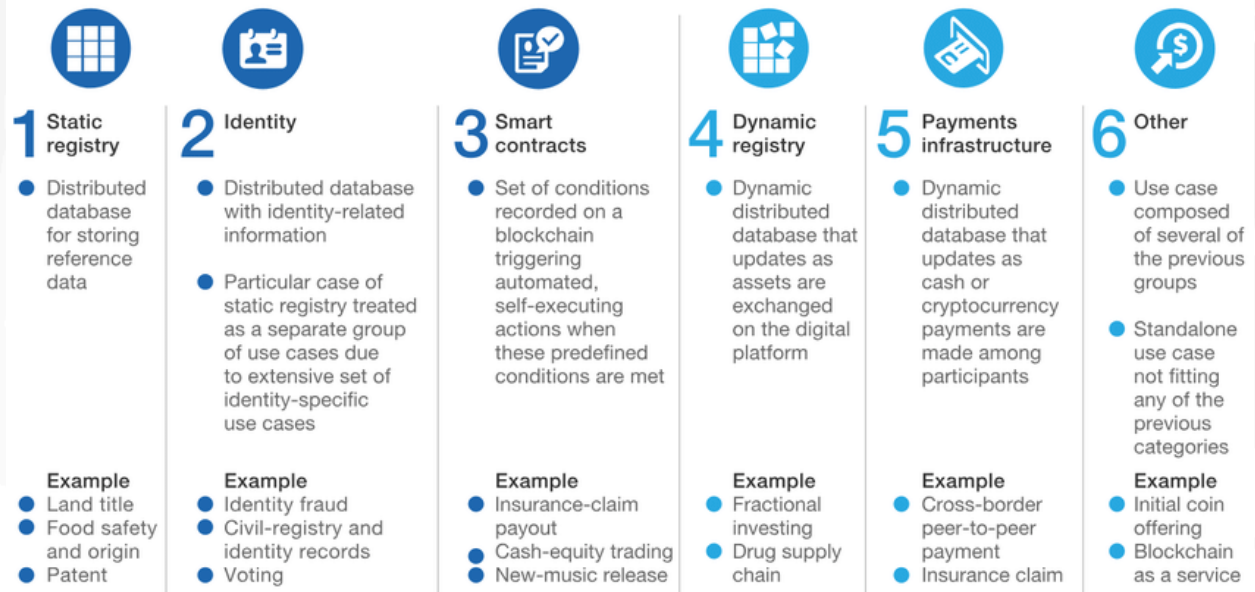 1 Static
registry
Distributed
database
for storing
reference
data
Example
Land title
Food safety
and origin
Patent
2 Identity
Distributed database
with identity-related
information
Particular case of
static registry treated
as a separate group
of use cases due
to extensive set of
identity-specific
use cases
Example
Identity fraud
Civil-registry and
identity records
Voting
3 Smart
contracts
Set of conditions
recorded on a
blockchain
triggering
automated,
self-executing
actions when
these predefined
conditions are met
Example
Insurance-claim
payout
Cash-equity trading
New-music release
4 Dynamic
registry
Dynamic
distributed
database that
updates as
assets are
exchanged
on the digital
platform
Example
Fractional
investing
Drug supply
chain
5 Payments
infrastructure
Dynamic
distributed
database that
updates as
cash or
cryptocurrency
payments are
made among
participants
Example
Cross-border
peer-to-peer
payment
Insurance claim
$
6 Other
Use case
composed
of several of
the previous
groups
Standalone
use case
not fitting
any of the
previous
categories
Example
Initial coin
offering
Blockchain
as a service